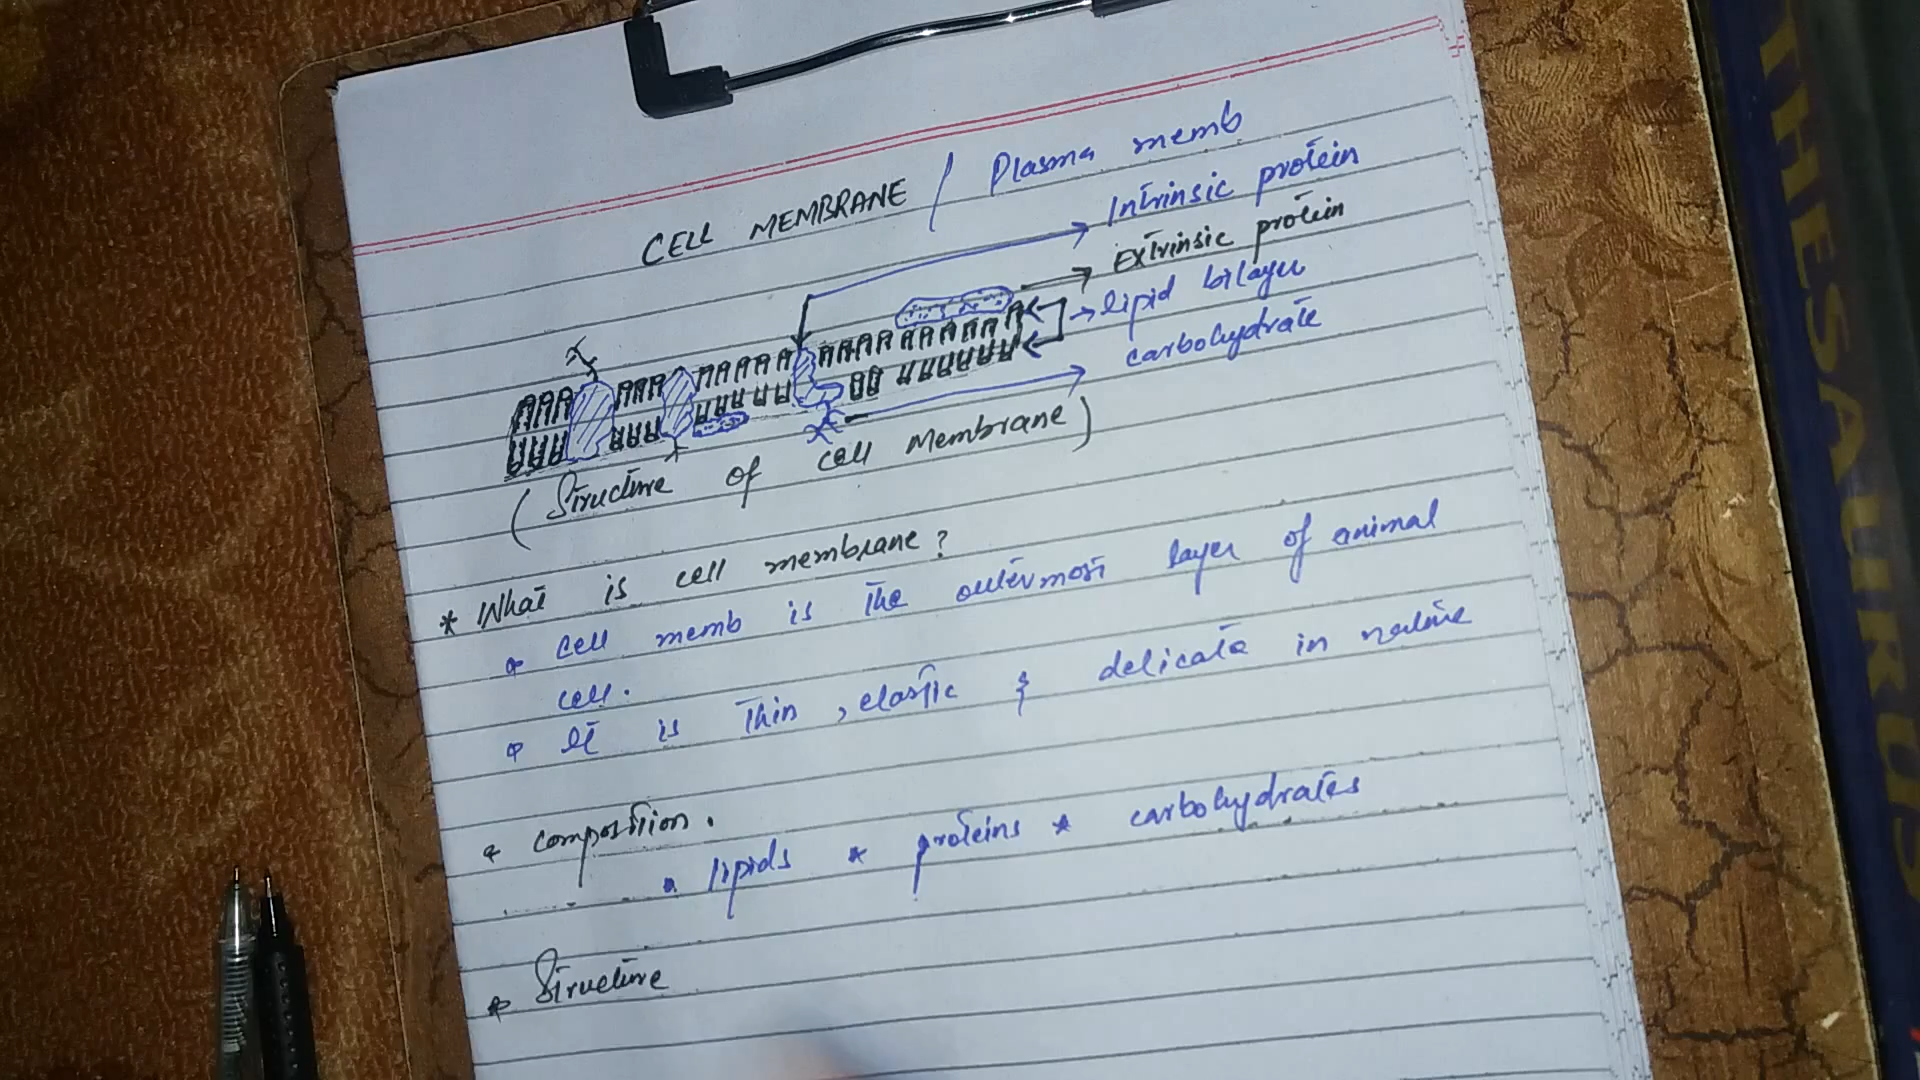 CELL MEMBRANE / Plasma memb
Intrinsic protein
Extrinsic protein
lipid bilayer
carbohydrate
(Structure of cell Membrane)
* What is cell membrane?
cell memb is the outermost layer of animal
cell.
It is thin, elastic & delicate in nature
composition.
lipids * proteins * carbohydrates
Structure
THESAURUS